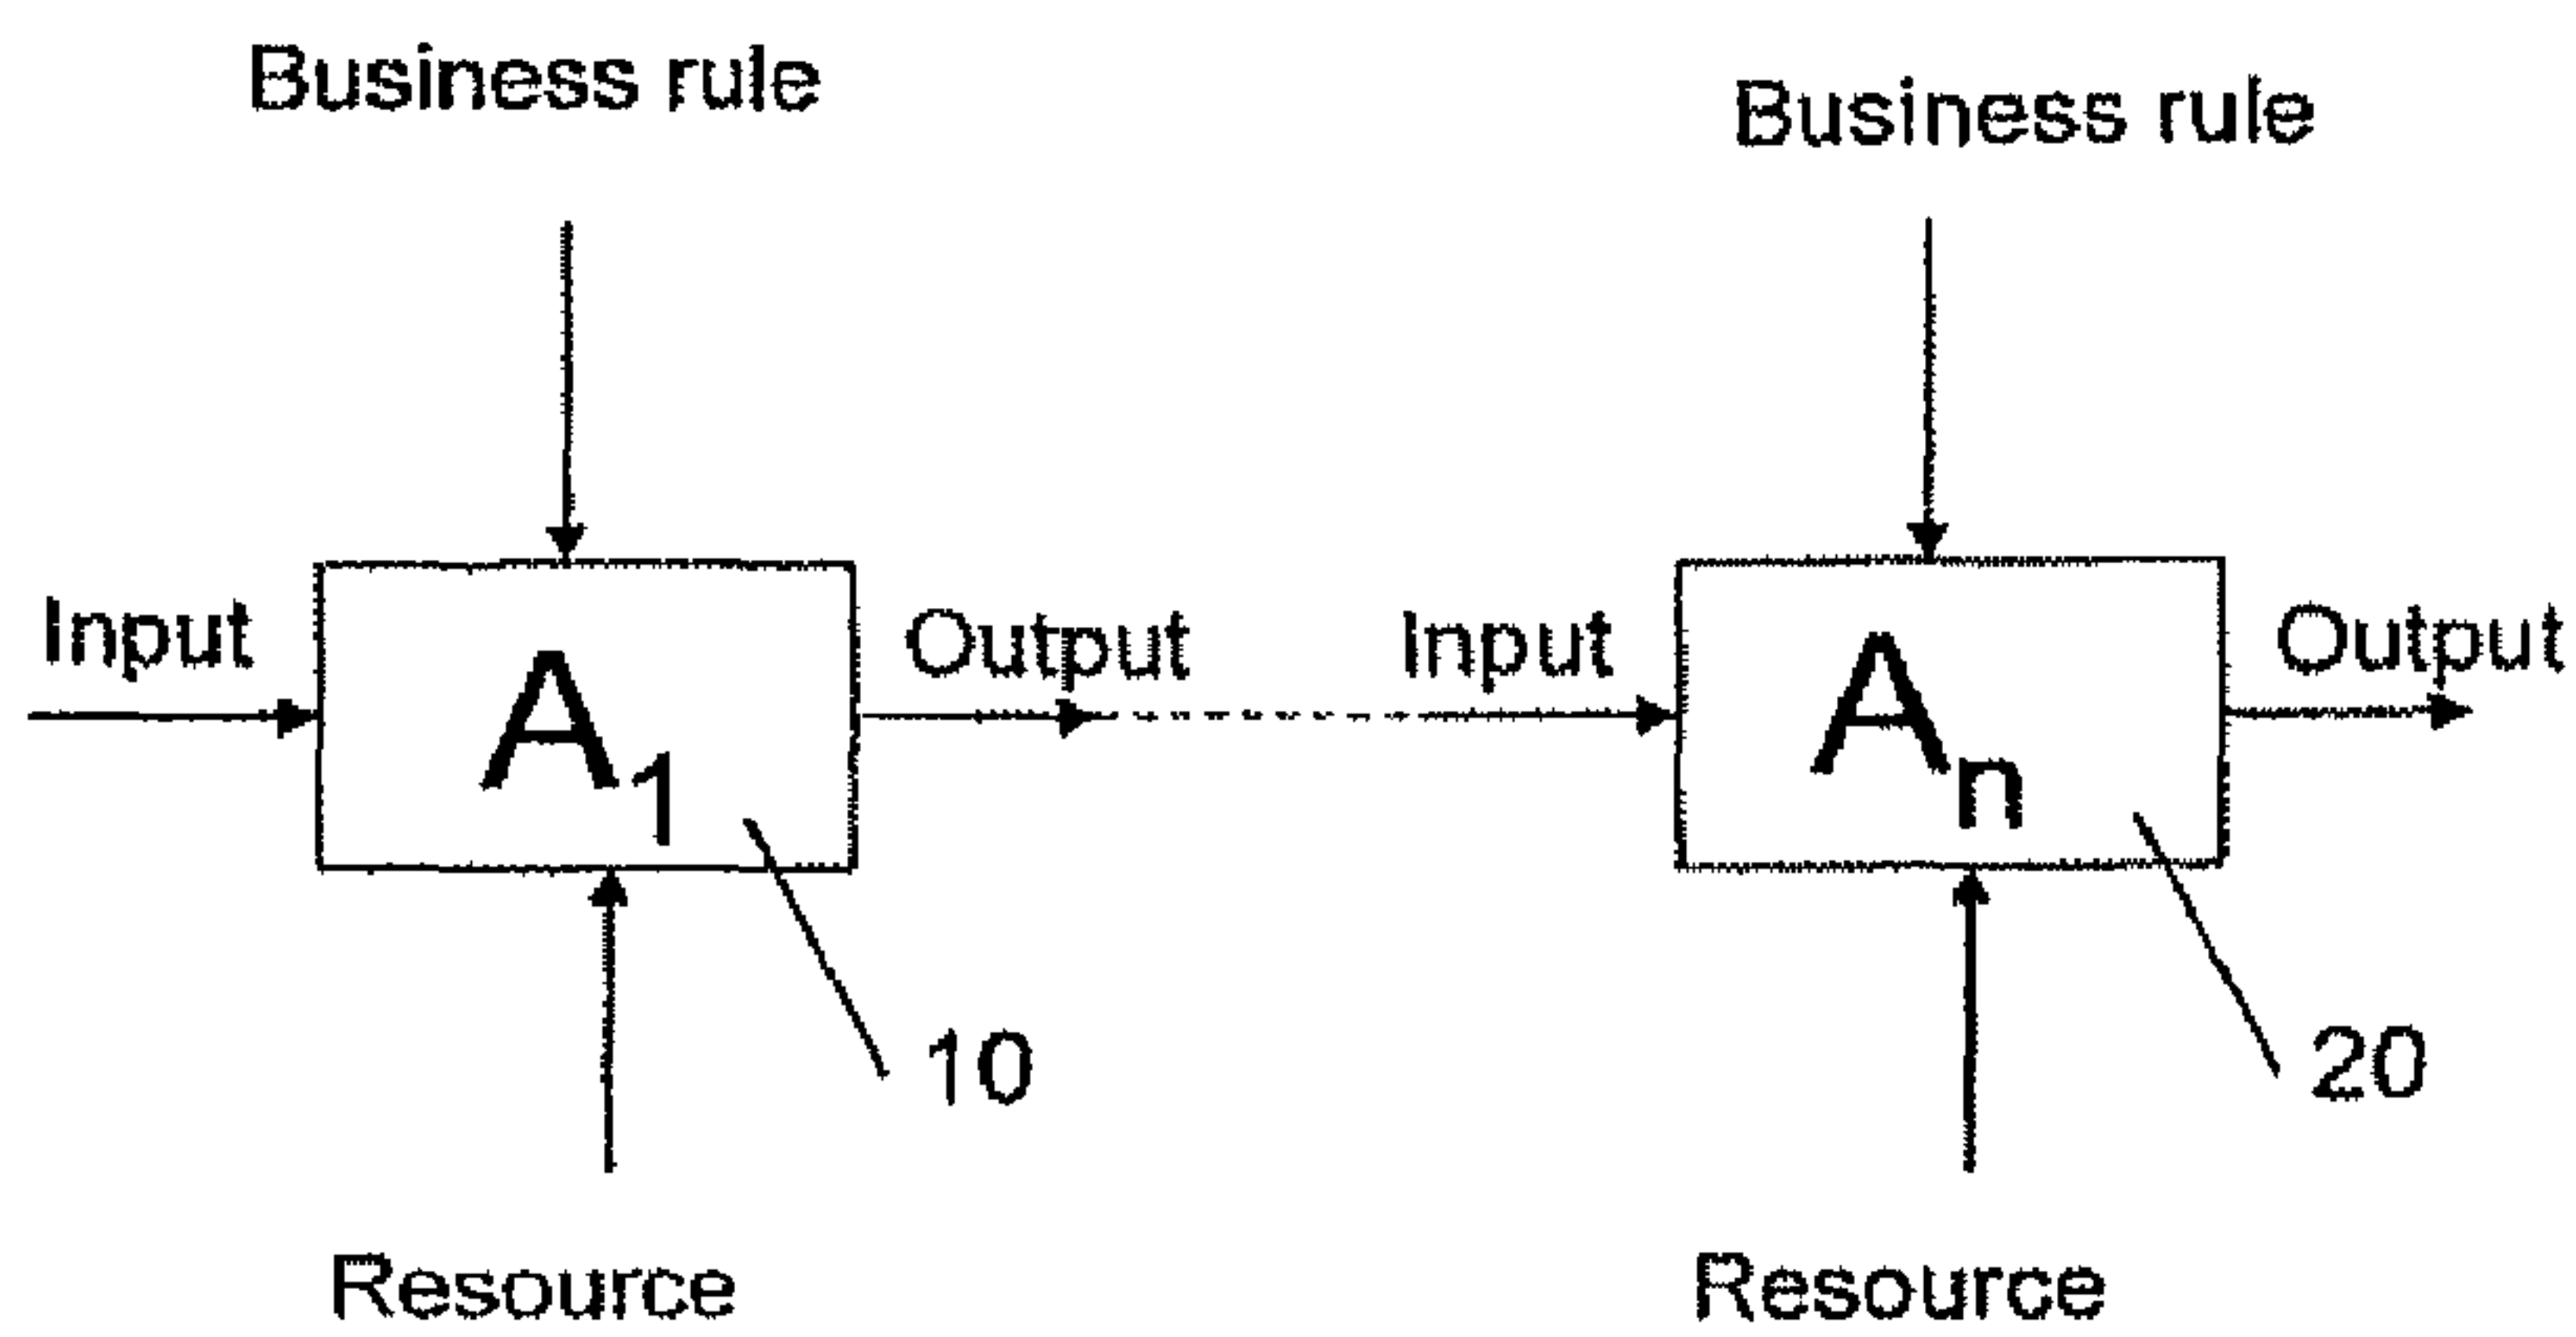 Business rule
Business rule
Input
Output
Input
Output
A1
An
10
20
Resource
Resource